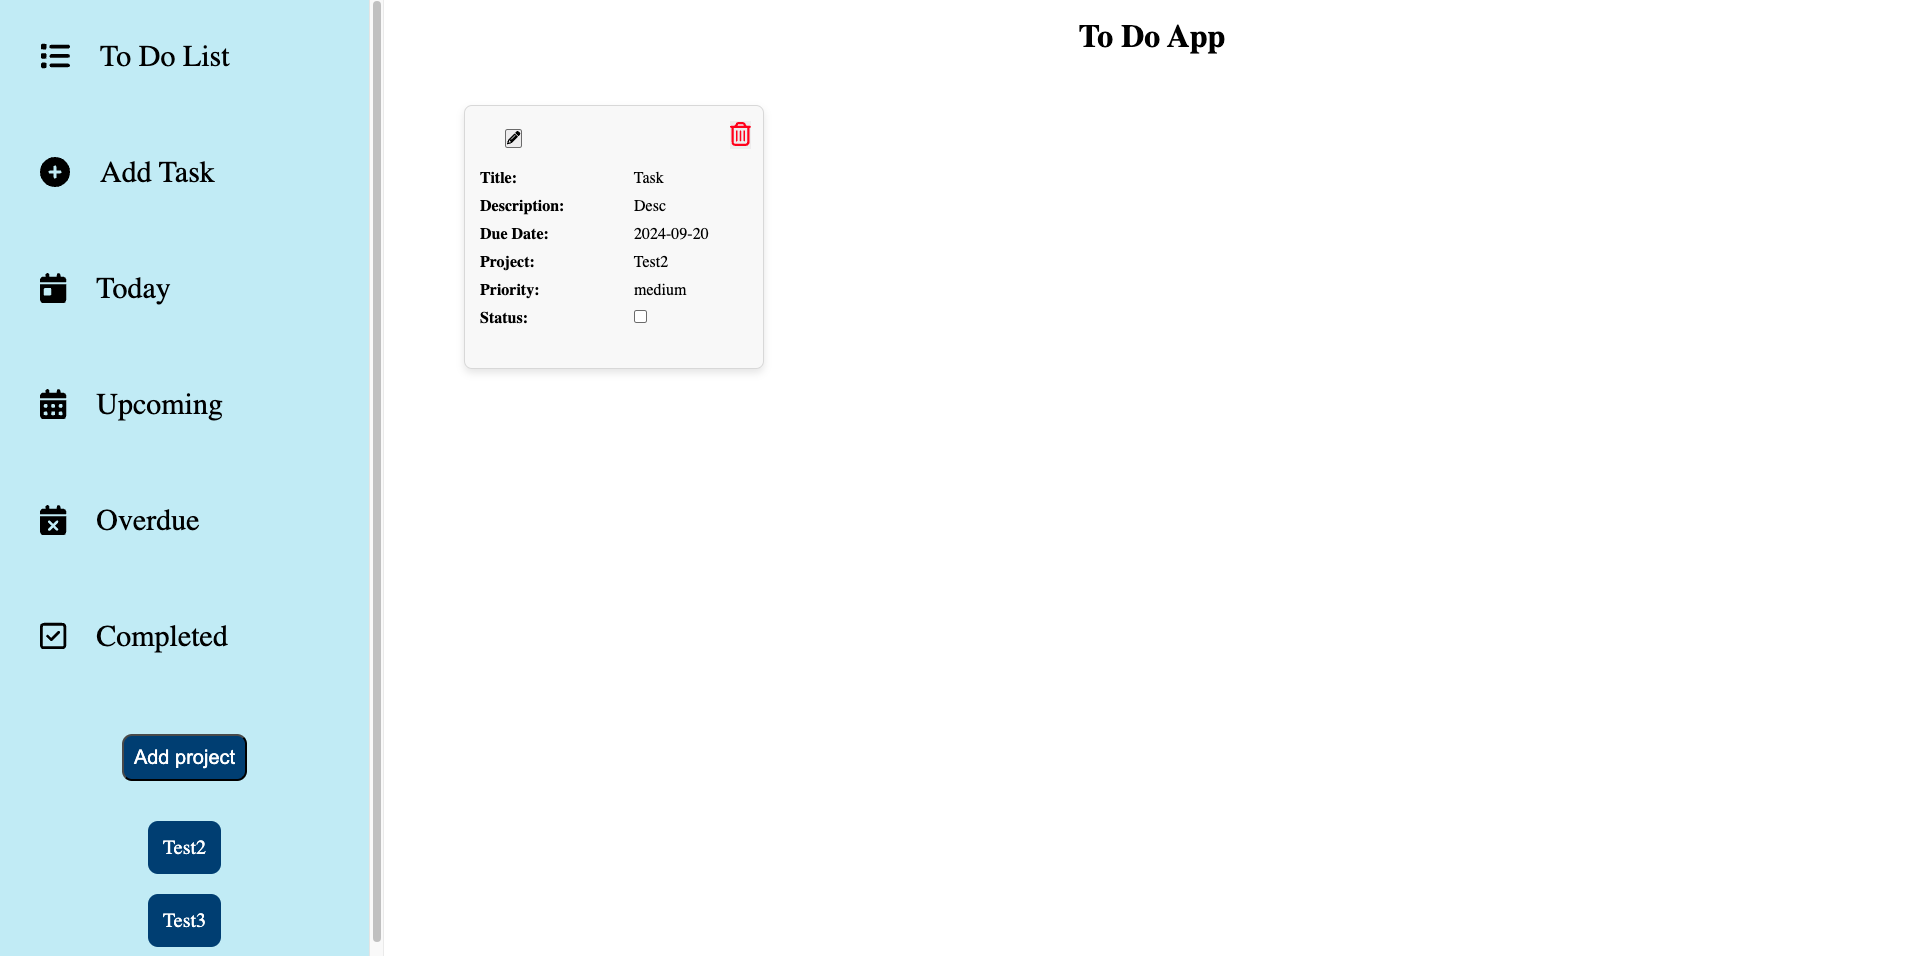 To Do List
Add Task
Today
Upcoming
Overdue
Completed
Add project
Test2
Test3
To Do App
Title: Task
Description: Desc
Due Date: 2024-09-20
Project: Test2
Priority: medium
Status: